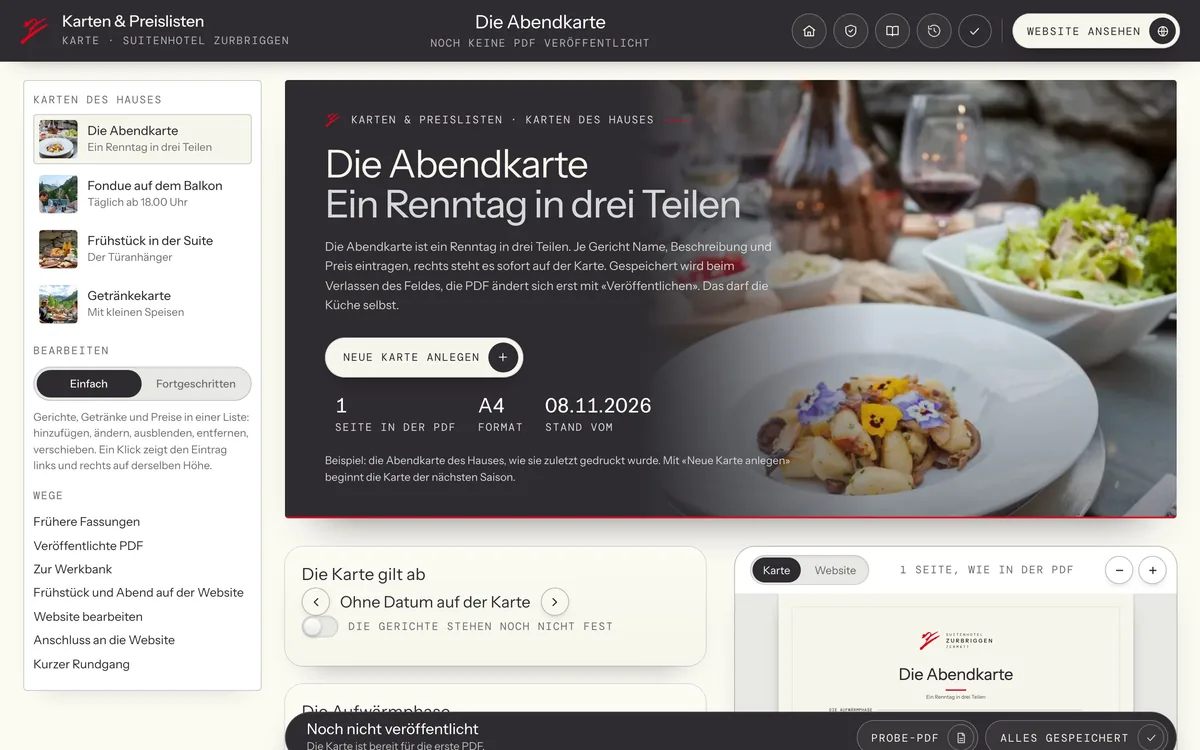 Karten & Preislisten
KARTE · SUITENHOTEL ZURBRIGGEN
Die Abendkarte
NOCH KEINE PDF VERÖFFENTLICHT
WEBSITE ANSEHEN
KARTEN DES HAUSES
Die Abendkarte
Ein Renntag in drei Teilen
Fondue auf dem Balkon
Täglich ab 18.00 Uhr
Frühstück in der Suite
Der Türanhänger
Getränkekarte
Mit kleinen Speisen
BEARBEITEN
Einfach
Fortgeschritten
Gerichte, Getränke und Preise in einer Liste:
hinzufügen, ändern, ausblenden, entfernen,
verschieben. Ein Klick zeigt den Eintrag
links und rechts auf derselben Höhe.
WEGE
Frühere Fassungen
Veröffentlichte PDF
Zur Werkbank
Frühstück und Abend auf der Website
Website bearbeiten
Anschluss an die Website
Kurzer Rundgang
KARTEN & PREISLISTEN · KARTEN DES HAUSES
Die Abendkarte
Ein Renntag in drei Teilen
Die Abendkarte ist ein Renntag in drei Teilen. Je Gericht Name, Beschreibung und
Preis eintragen, rechts steht es sofort auf der Karte. Gespeichert wird beim
Verlassen des Feldes, die PDF ändert sich erst mit «Veröffentlichen». Das darf die
Küche selbst.
NEUE KARTE ANLEGEN
1
SEITE IN DER PDF
A4
FORMAT
08.11.2026
STAND VOM
Beispiel: die Abendkarte des Hauses, wie sie zuletzt gedruckt wurde. Mit «Neue Karte anlegen»
beginnt die Karte der nächsten Saison.
Die Karte gilt ab
Ohne Datum auf der Karte
DIE GERICHTE STEHEN NOCH NICHT FEST
Die Aufwärmphase
Karte
Website
1 SEITE, WIE IN DER PDF
SUITENHOTEL
ZURBRIGGEN
ZERMATT
Die Abendkarte
Ein Renntag in drei Teilen
DIE AUFWÄRMPHASE
Noch nicht veröffentlicht
Die Karte ist bereit für die erste PDF.
PROBE-PDF
ALLES GESPEICHERT